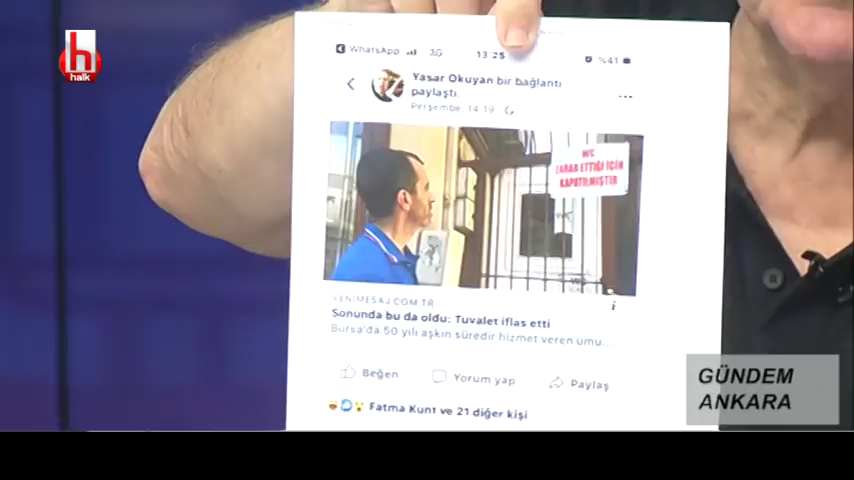 h
halk
WhatsApp 3G 13:25 %41
Yaşar Okuyan bir bağlantı
paylaştı.
Perşembe, 14:19
WC
ZARAR ETTİĞİ İÇİN
KAPATILMIŞTIR
YENIMESAJ.COM.TR
Sonunda bu da oldu: Tuvalet iflas etti
Bursa'da 50 yılı aşkın süredir hizmet veren umu...
Beğen Yorum yap Paylaş
Fatma Kunt ve 21 diğer kişi
GÜNDEM
ANKARA